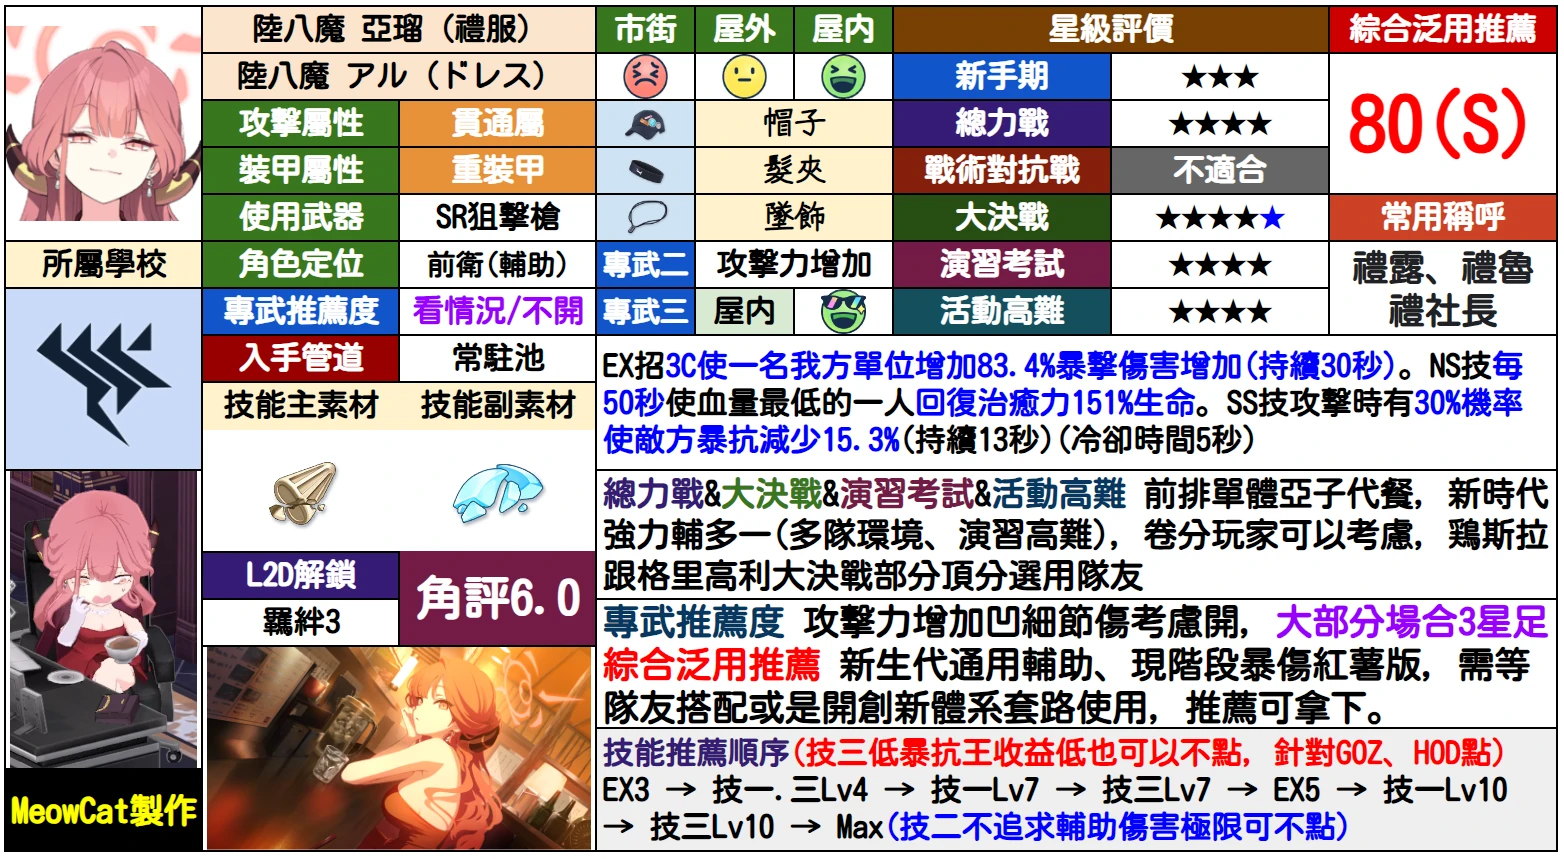 陸八魔 亞瑠 (禮服)
市街
屋外
屋內
星級評價
綜合泛用推薦
陸八魔 アル (ドレス)
新手期
★★★
80(S)
攻擊屬性
貫通屬
帽子
總力戰
★★★★
裝甲屬性
重裝甲
髮夾
戰術對抗戰
不適合
使用武器
SR狙擊槍
墜飾
大決戰
★★★★★
常用稱呼
所屬學校
角色定位
前衛(輔助)
專武二
攻擊力增加
演習考試
★★★★
禮露、禮魯
禮社長
專武推薦度
看情況/不開
專武三
屋內
活動高難
★★★★
入手管道
常駐池
EX招3C使一名我方單位增加83.4%暴擊傷害增加(持續30秒)。NS技每
50秒使血量最低的一人回復治癒力151%生命。SS技攻擊時有30%機率
使敵方暴抗減少15.3%(持續13秒)(冷卻時間5秒)
技能主素材
技能副素材
總力戰&大決戰&演習考試&活動高難 前排單體亞子代餐, 新時代
強力輔多一(多隊環境、演習高難), 卷分玩家可以考慮, 鶏斯拉
跟格里高利大決戰部分頂分選用隊友
L2D解鎖
角評6.0
羈絆3
專武推薦度 攻擊力增加凹細節傷考慮開, 大部分場合3星足
綜合泛用推薦 新生代通用輔助、現階段暴傷紅薯版, 需等
隊友搭配或是開創新體系套路使用, 推薦可拿下。
技能推薦順序(技三低暴抗王收益低也可以不點, 針對GOZ、HOD點)
EX3 → 技一.三Lv4 → 技一Lv7 → 技三Lv7 → EX5 → 技一Lv10
→ 技三Lv10 → Max(技二不追求輔助傷害極限可不點)
MeowCat製作